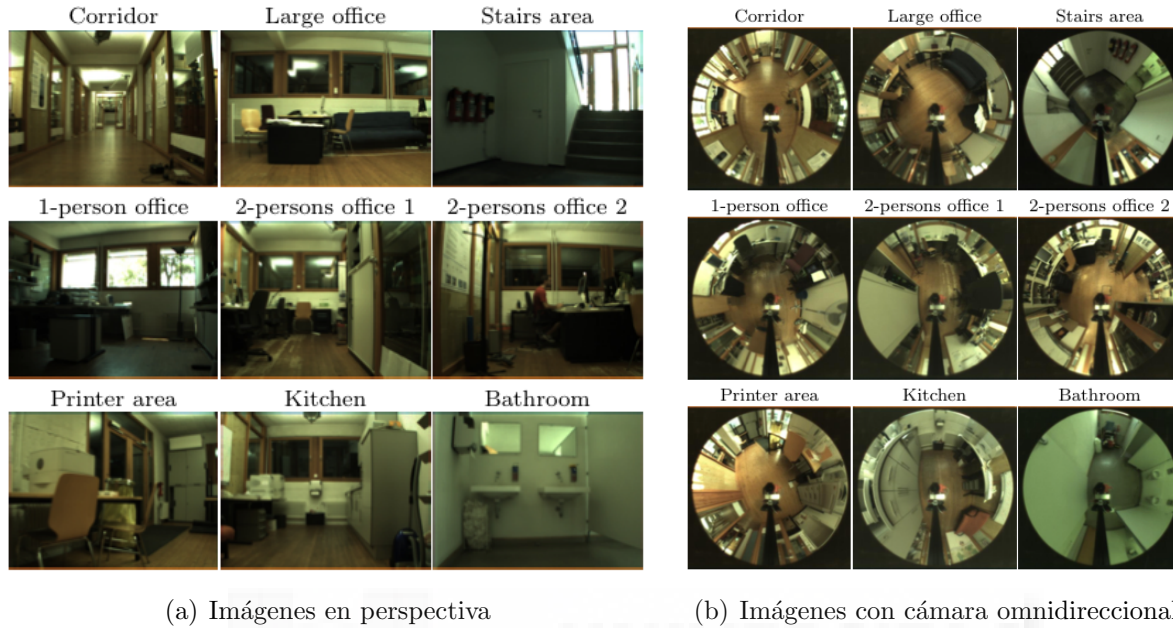 Corridor Large office Stairs area
1-person office 2-persons office 1 2-persons office 2
Printer area Kitchen Bathroom
(a) Imágenes en perspectiva
Corridor Large office Stairs area
1-person office 2-persons office 1 2-persons office 2
Printer area Kitchen Bathroom
(b) Imágenes con cámara omnidireccional